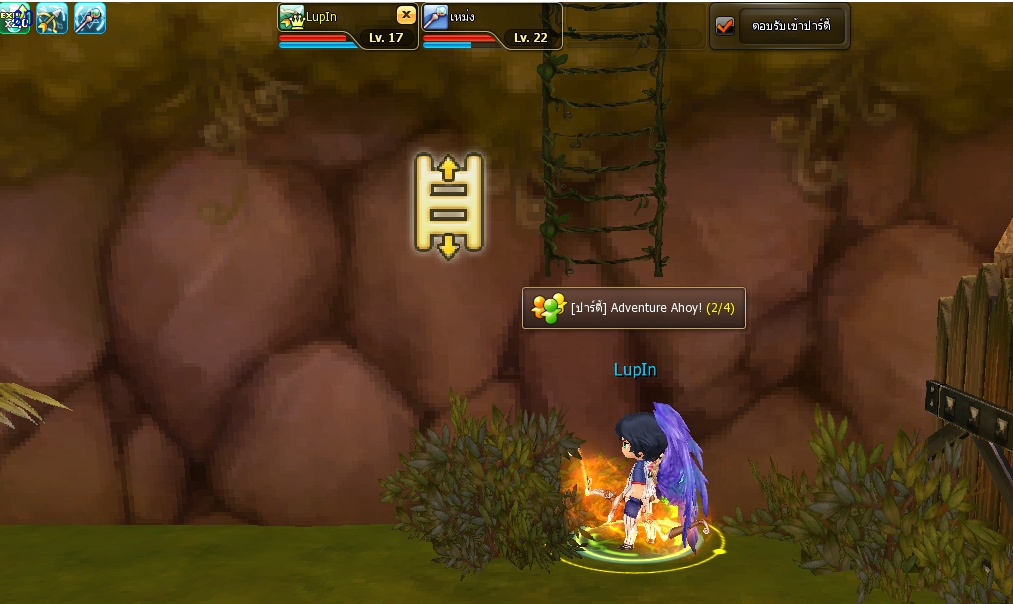 LupIn
Lv. 17
เหม่ง
Lv. 22
ตอบรับเข้าปาร์ตี้
[ปาร์ตี้] Adventure Ahoy! (2/4)
LupIn